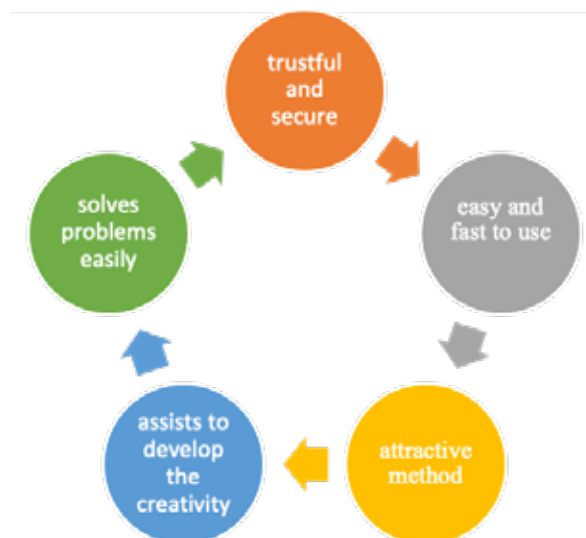 trustful
and
secure
easy and
fast to use
attractive
method
assists to
develop
the
creativity
solves
problems
easily